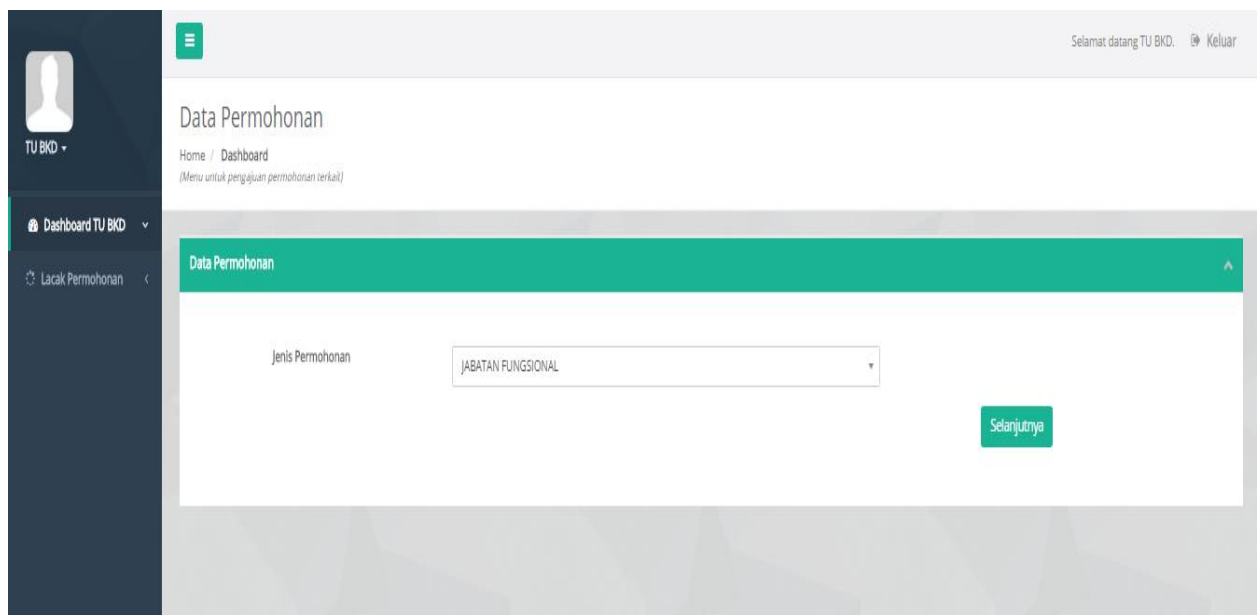 TU BKD
Dashboard TU BKD
Lacak Permohonan
Selamat datang TU BKD. Keluar
Data Permohonan
Home / Dashboard
(Menu untuk pengajuan permohonan terkait)
Data Permohonan
Jenis Permohonan
JABATAN FUNGSIONAL
Selanjutnya